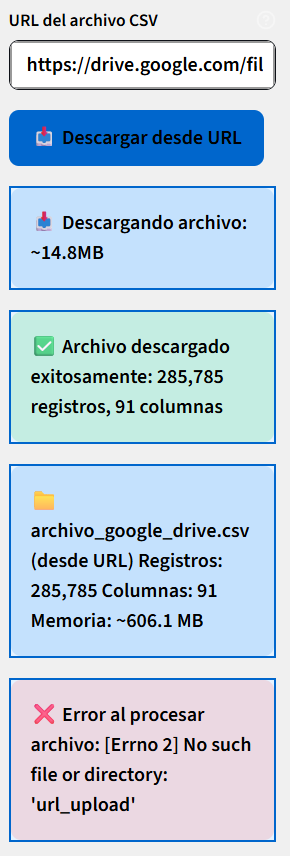 URL del archivo CSV
https://drive.google.com/fil
📥 Descargar desde URL
📥 Descargando archivo:
~14.8MB
✅ Archivo descargado
exitosamente: 285,785
registros, 91 columnas
📁
archivo_google_drive.csv
(desde URL) Registros:
285,785 Columnas: 91
Memoria: ~606.1 MB
❌ Error al procesar
archivo: [Errno 2] No such
file or directory:
'url_upload'